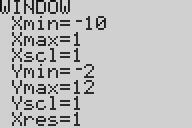 WINDOW
Xmin=-10
Xmax=1
Xscl=1
Ymin=-2
Ymax=12
Yscl=1
Xres=1